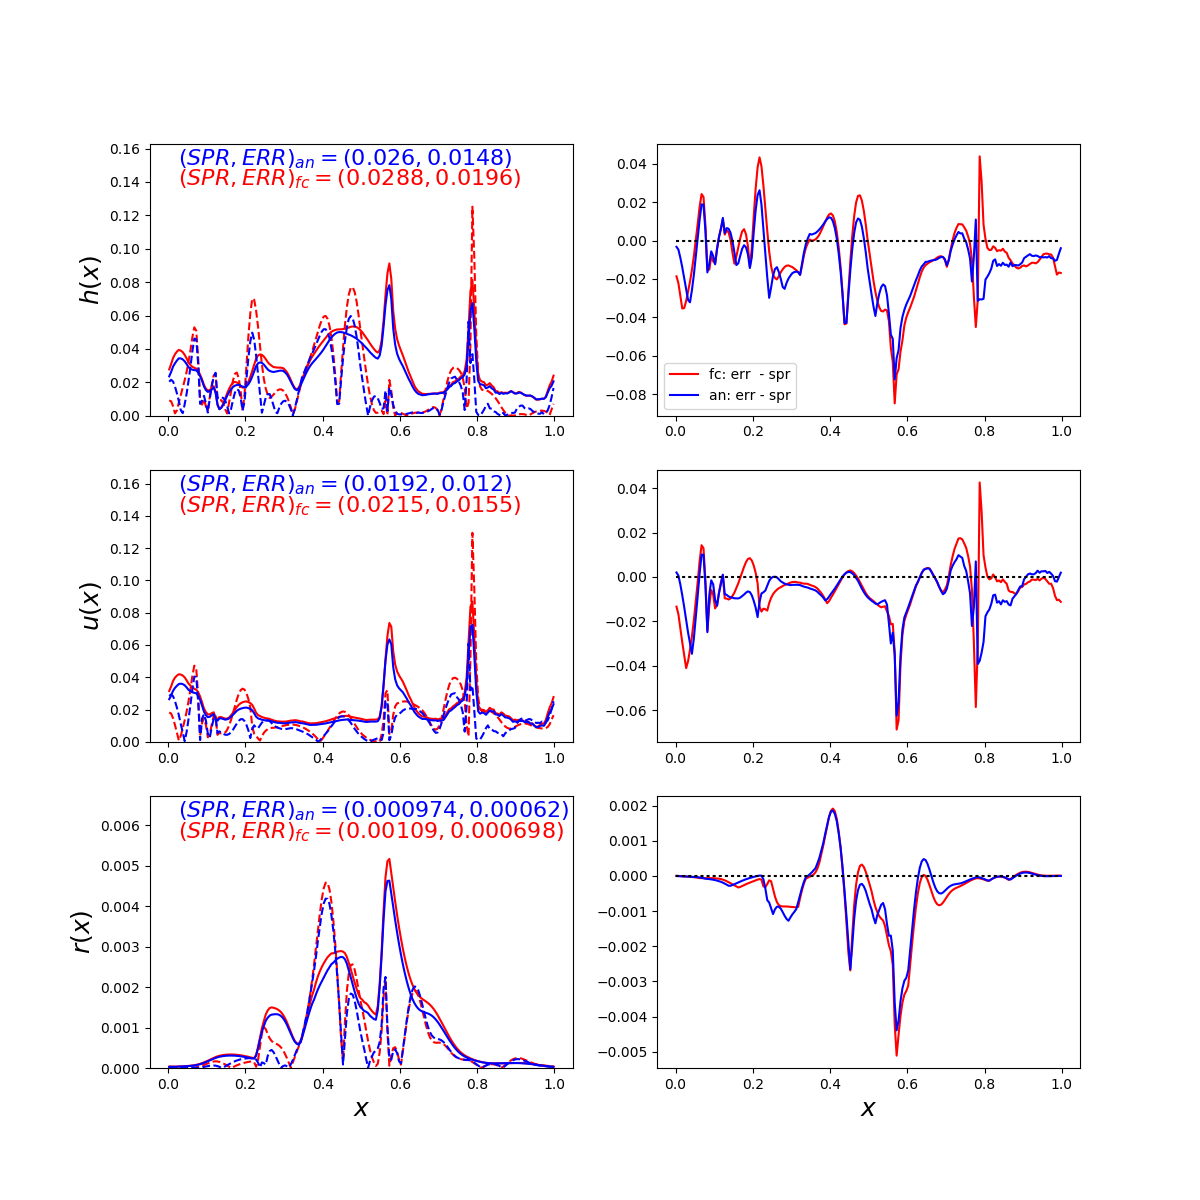 (SPR, ERR)an = (0.026, 0.0148)
(SPR, ERR)fc = (0.0288, 0.0196)
h(x)
0.16
0.14
0.12
0.10
0.08
0.06
0.04
0.02
0.00
0.0 0.2 0.4 0.6 0.8 1.0
0.04
0.02
0.00
−0.02
−0.04
−0.06
−0.08
fc: err - spr
an: err - spr
0.0 0.2 0.4 0.6 0.8 1.0
(SPR, ERR)an = (0.0192, 0.012)
(SPR, ERR)fc = (0.0215, 0.0155)
u(x)
0.16
0.14
0.12
0.10
0.08
0.06
0.04
0.02
0.00
0.0 0.2 0.4 0.6 0.8 1.0
0.04
0.02
0.00
−0.02
−0.04
−0.06
0.0 0.2 0.4 0.6 0.8 1.0
(SPR, ERR)an = (0.000974, 0.00062)
(SPR, ERR)fc = (0.00109, 0.000698)
r(x)
0.006
0.005
0.004
0.003
0.002
0.001
0.000
0.0 0.2 0.4 0.6 0.8 1.0
x
0.002
0.001
0.000
−0.001
−0.002
−0.003
−0.004
−0.005
0.0 0.2 0.4 0.6 0.8 1.0
x